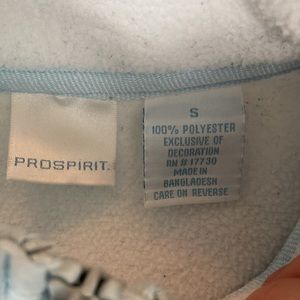 PROSPIRIT.
S
100% POLYESTER
EXCLUSIVE OF
DECORATION
RN # 17730
MADE IN
BANGLADESH
CARE ON REVERSE